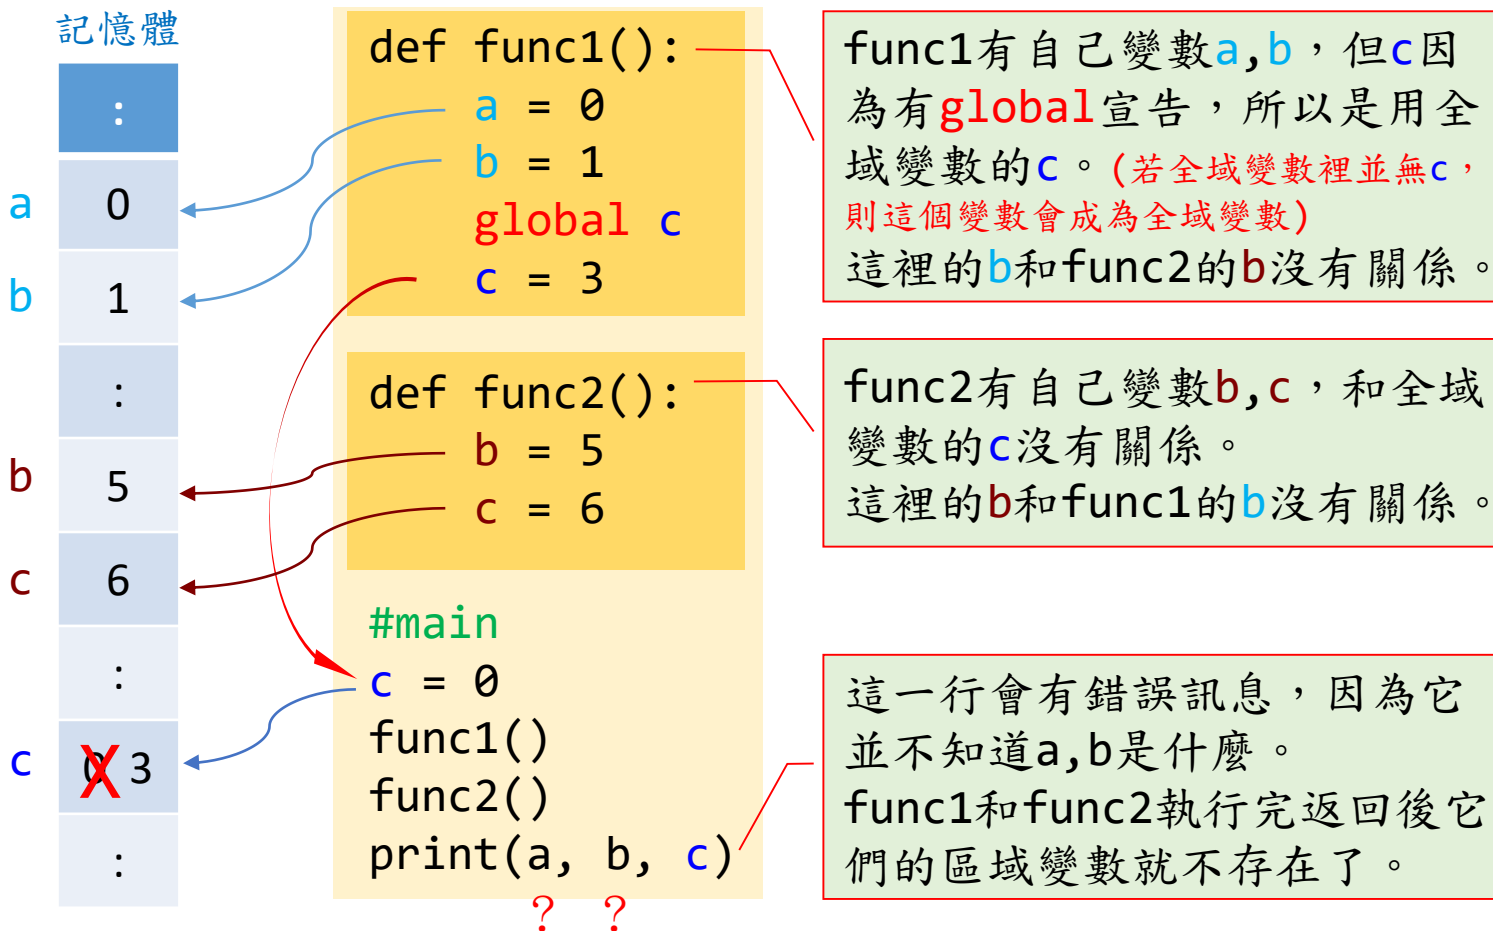 記憶體
:
a 0
b 1
:
b 5
c 6
:
c 0 X 3
:
def func1():
a = 0
b = 1
global c
c = 3
def func2():
b = 5
c = 6
#main
c = 0
func1()
func2()
print(a, b, c)
? ?
func1有自己變數a,b，但c因
為有global宣告，所以是用全
域變數的c。(若全域變數裡並無c，
則這個變數會成為全域變數)
這裡的b和func2的b沒有關係。
func2有自己變數b,c，和全域
變數的c沒有關係。
這裡的b和func1的b沒有關係。
這一行會有錯誤訊息，因為它
並不知道a,b是什麼。
func1和func2執行完返回後它
們的區域變數就不存在了。